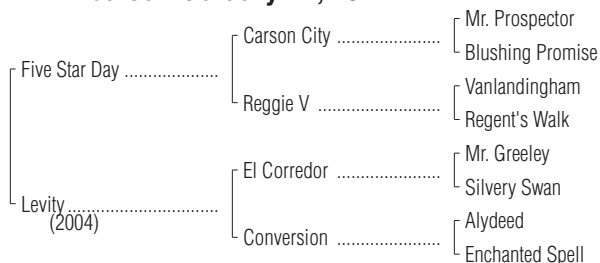 Mr. Prospector
Carson City ....................
Blushing Promise
Five Star Day ..................
Vanlandingham
Reggie V ........................
Regent's Walk
Mr. Greeley
El Corredor ....................
Silvery Swan
Levity .............................
(2004)
Alydeed
Conversion ....................
Enchanted Spell